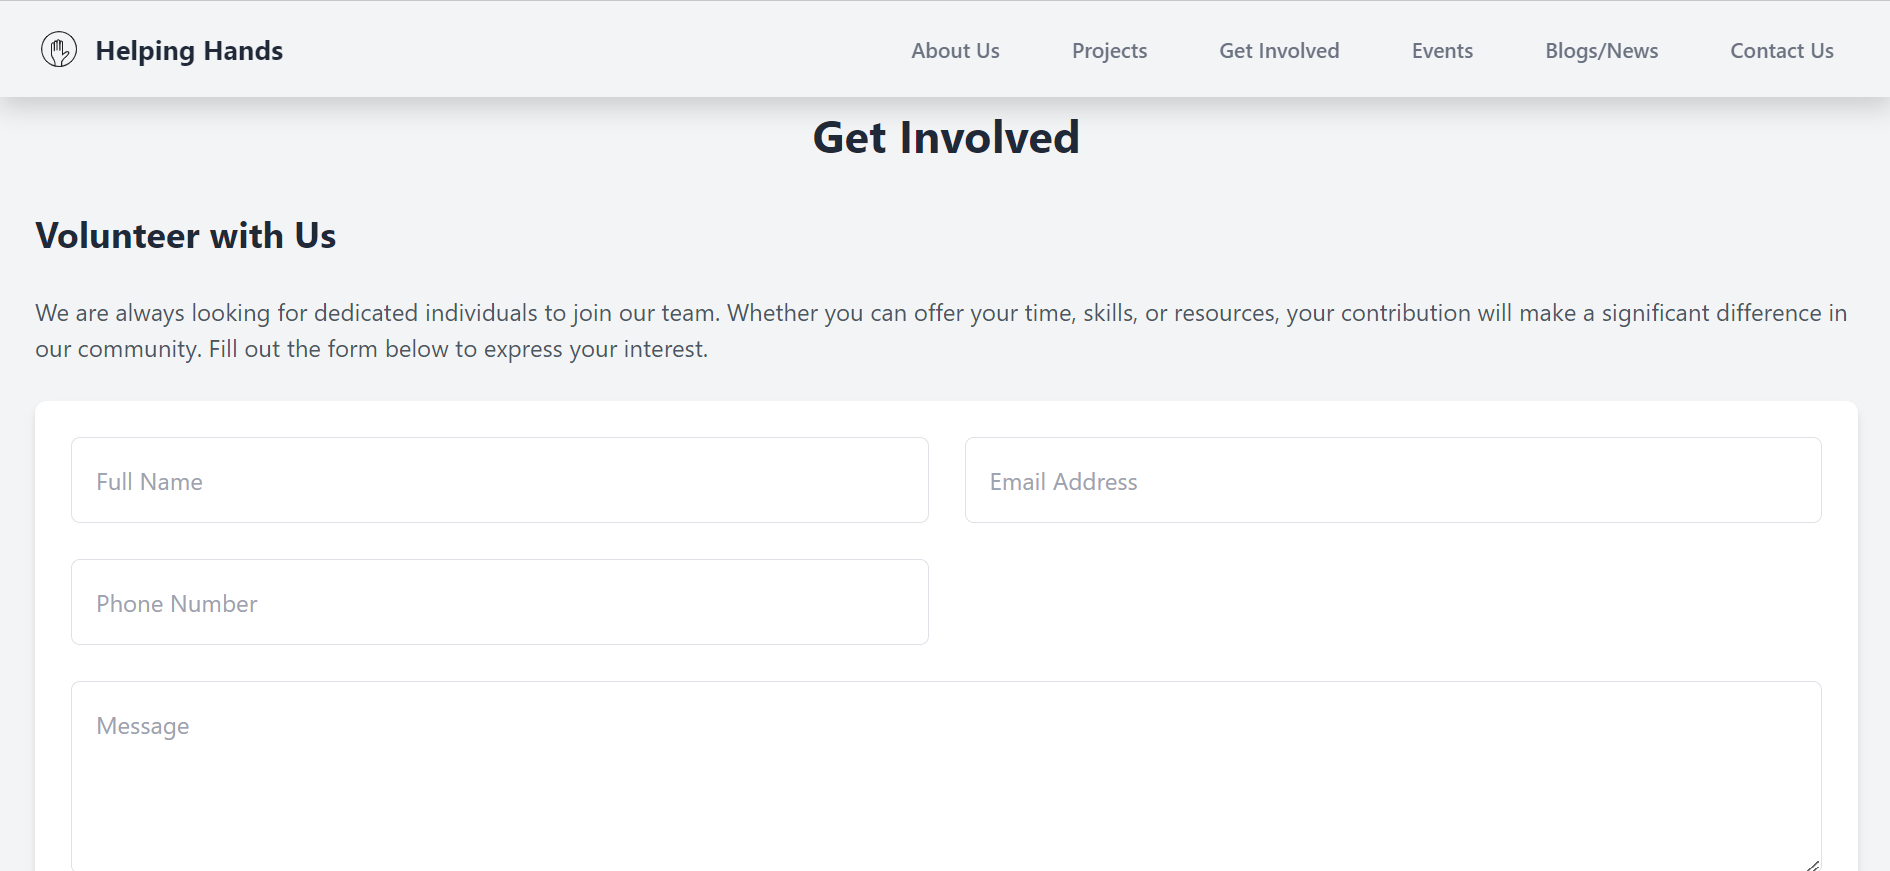 Helping Hands
About Us
Projects
Get Involved
Events
Blogs/News
Contact Us
Get Involved
Volunteer with Us
We are always looking for dedicated individuals to join our team. Whether you can offer your time, skills, or resources, your contribution will make a significant difference in
our community. Fill out the form below to express your interest.
Full Name
Email Address
Phone Number
Message